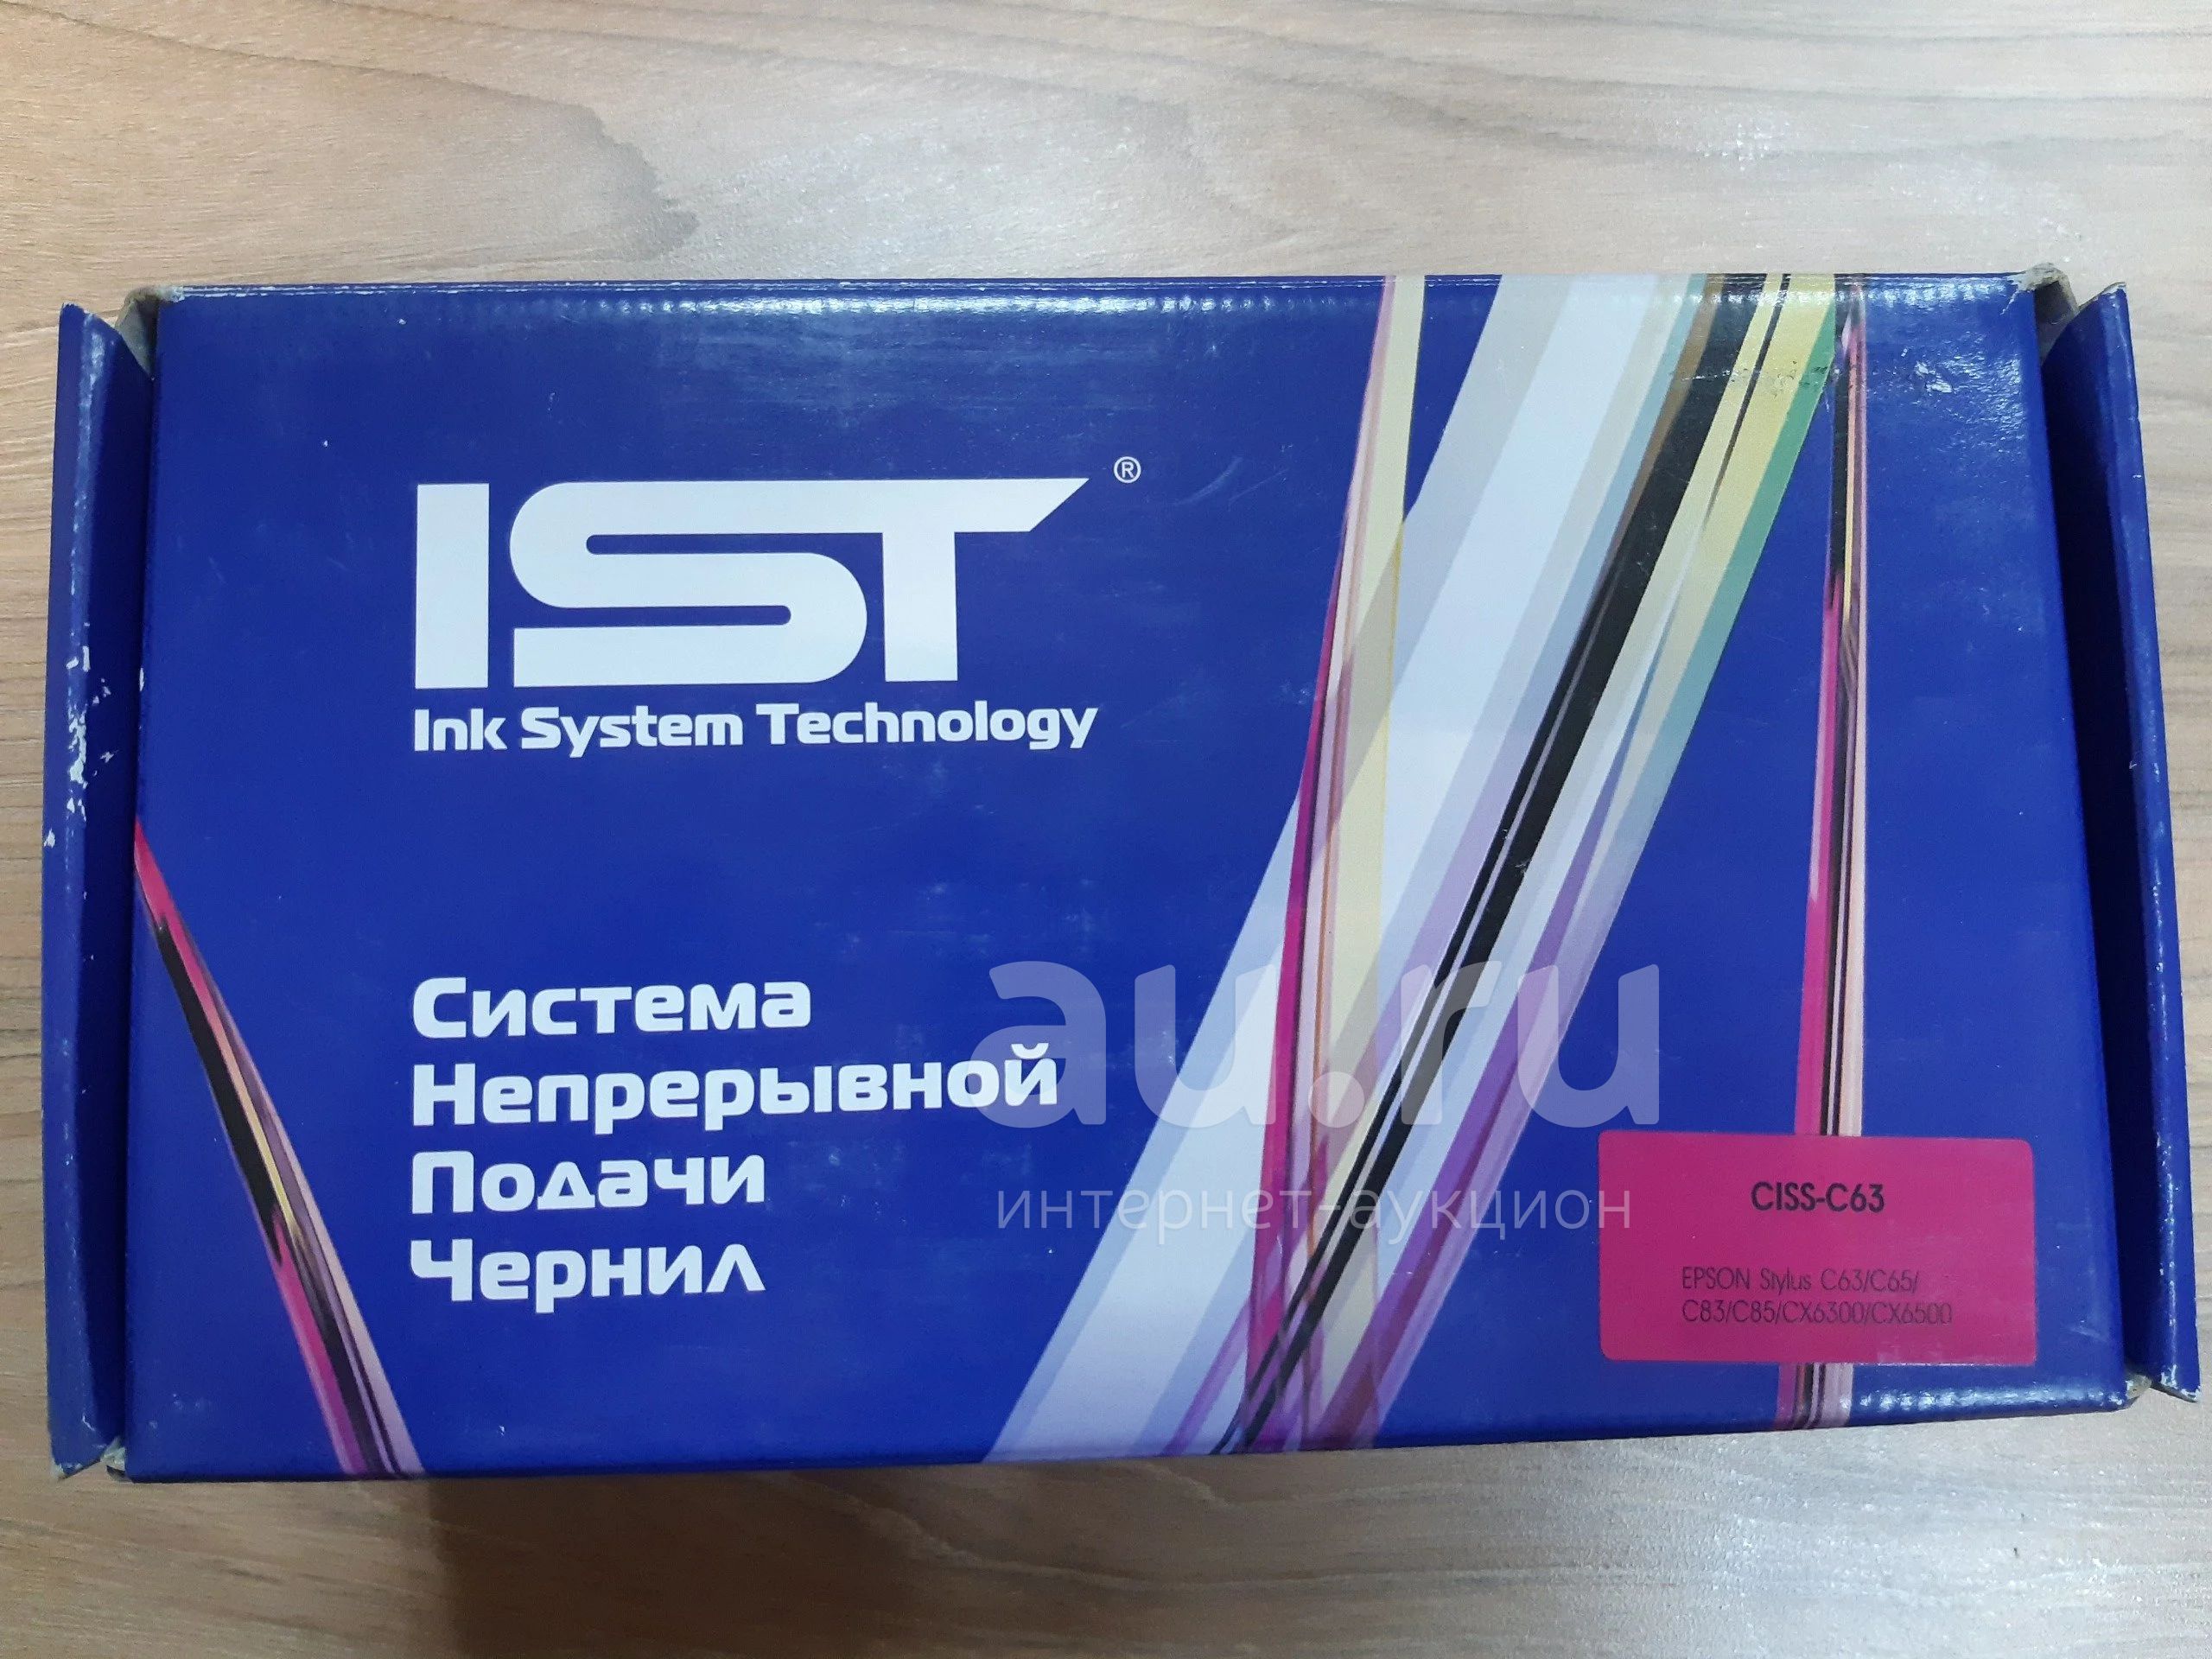 IST®
Ink System Technology
Система
Непрерывной
Подачи
Чернил
au.ru
интернет-аукцион
CISS-C63
EPSON Stylus C63/C65/
C83/C85/CX6300/CX6500